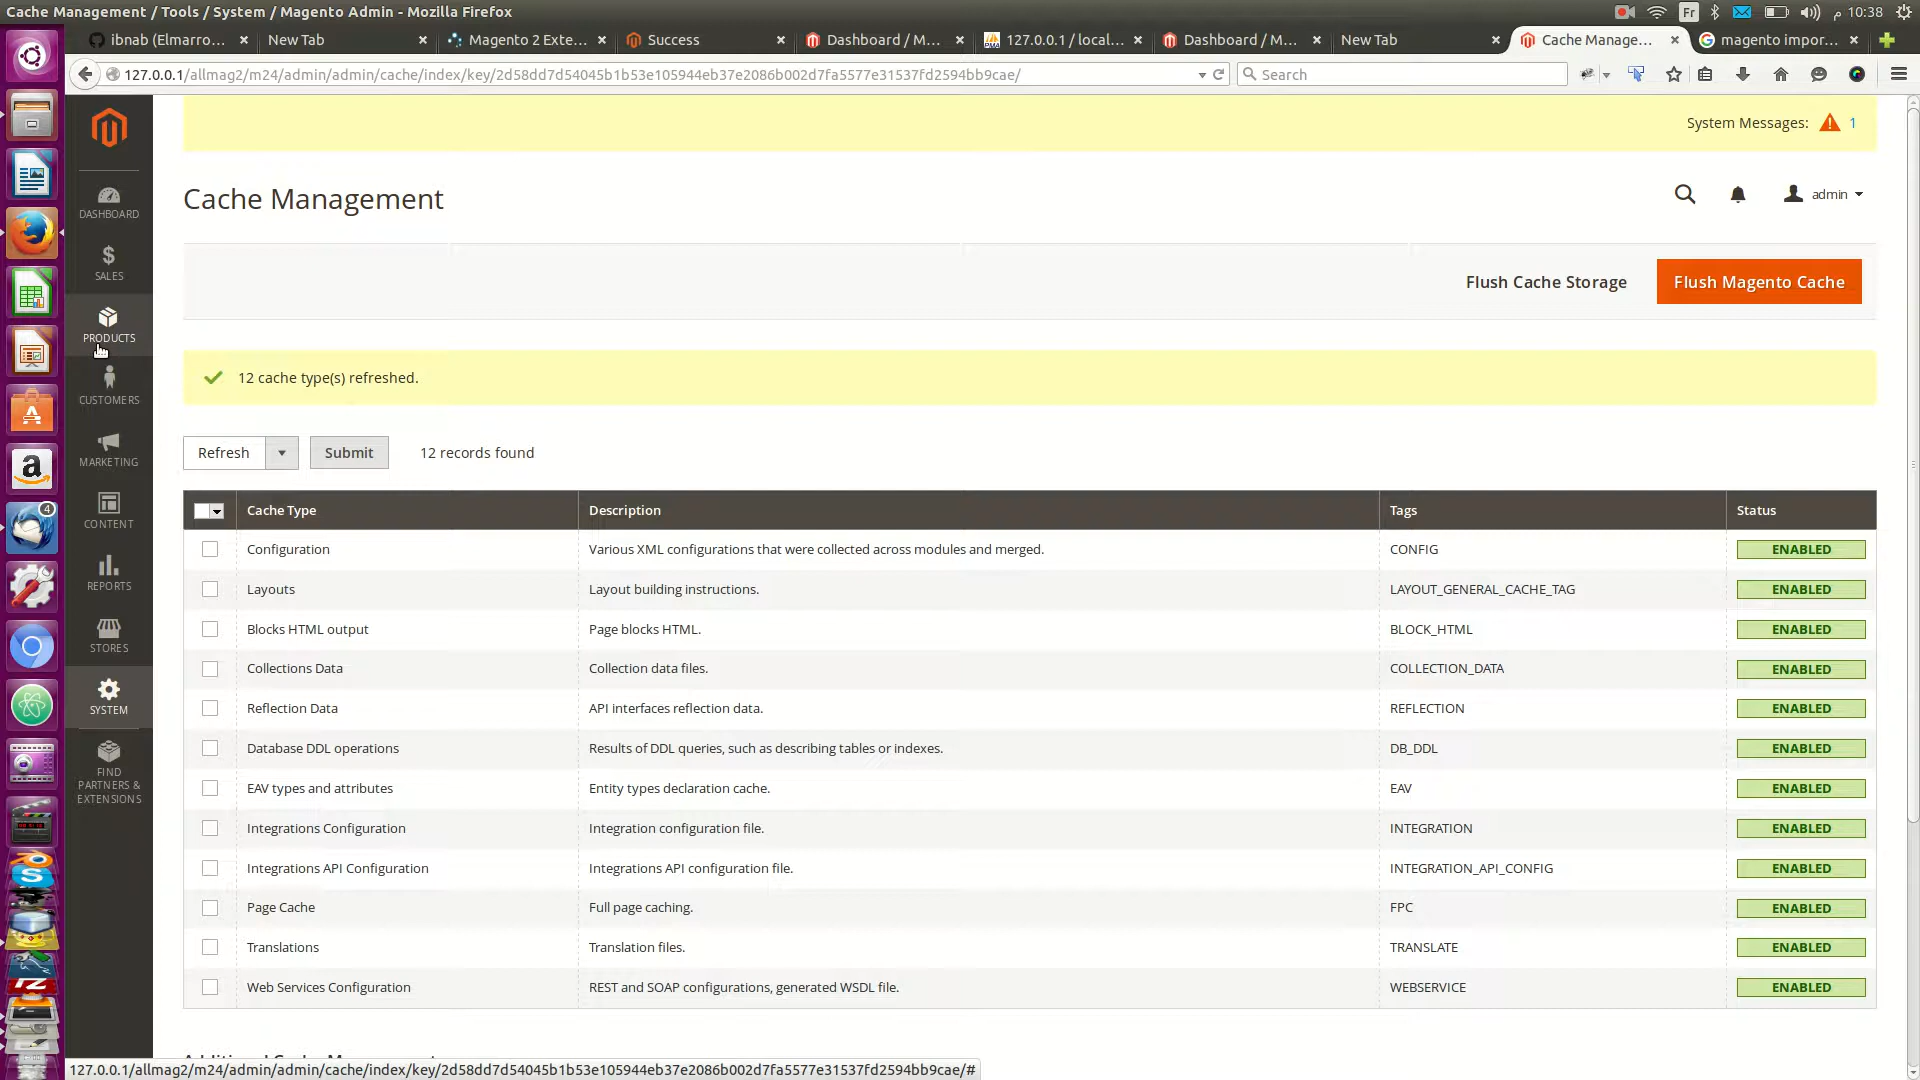 Cache Management / Tools / System / Magento Admin - Mozilla Firefox
Fr
م 10:38
ibnab (Elmarro...
New Tab
Magento 2 Exte...
Success
Dashboard / M...
127.0.0.1 / local...
Dashboard / M...
New Tab
Cache Manage...
magento impor...
127.0.0.1/allmag2/m24/admin/admin/cache/index/key/2d58dd7d54045b1b53e105944eb37e2086b002d7fa5577e31537fd2594bb9cae/
Search
System Messages: 1
Cache Management
admin
DASHBOARD
SALES
PRODUCTS
CUSTOMERS
MARKETING
CONTENT
REPORTS
STORES
SYSTEM
FIND
PARTNERS &
EXTENSIONS
4
Flush Cache Storage
Flush Magento Cache
12 cache type(s) refreshed.
Refresh
Submit
12 records found
Cache Type Description Tags Status
Configuration Various XML configurations that were collected across modules and merged. CONFIG ENABLED
Layouts Layout building instructions. LAYOUT_GENERAL_CACHE_TAG ENABLED
Blocks HTML output Page blocks HTML. BLOCK_HTML ENABLED
Collections Data Collection data files. COLLECTION_DATA ENABLED
Reflection Data API interfaces reflection data. REFLECTION ENABLED
Database DDL operations Results of DDL queries, such as describing tables or indexes. DB_DDL ENABLED
EAV types and attributes Entity types declaration cache. EAV ENABLED
Integrations Configuration Integration configuration file. INTEGRATION ENABLED
Integrations API Configuration Integrations API configuration file. INTEGRATION_API_CONFIG ENABLED
Page Cache Full page caching. FPC ENABLED
Translations Translation files. TRANSLATE ENABLED
Web Services Configuration REST and SOAP configurations, generated WSDL file. WEBSERVICE ENABLED
127.0.0.1/allmag2/m24/admin/admin/cache/index/key/2d58dd7d54045b1b53e105944eb37e2086b002d7fa5577e31537fd2594bb9cae/#